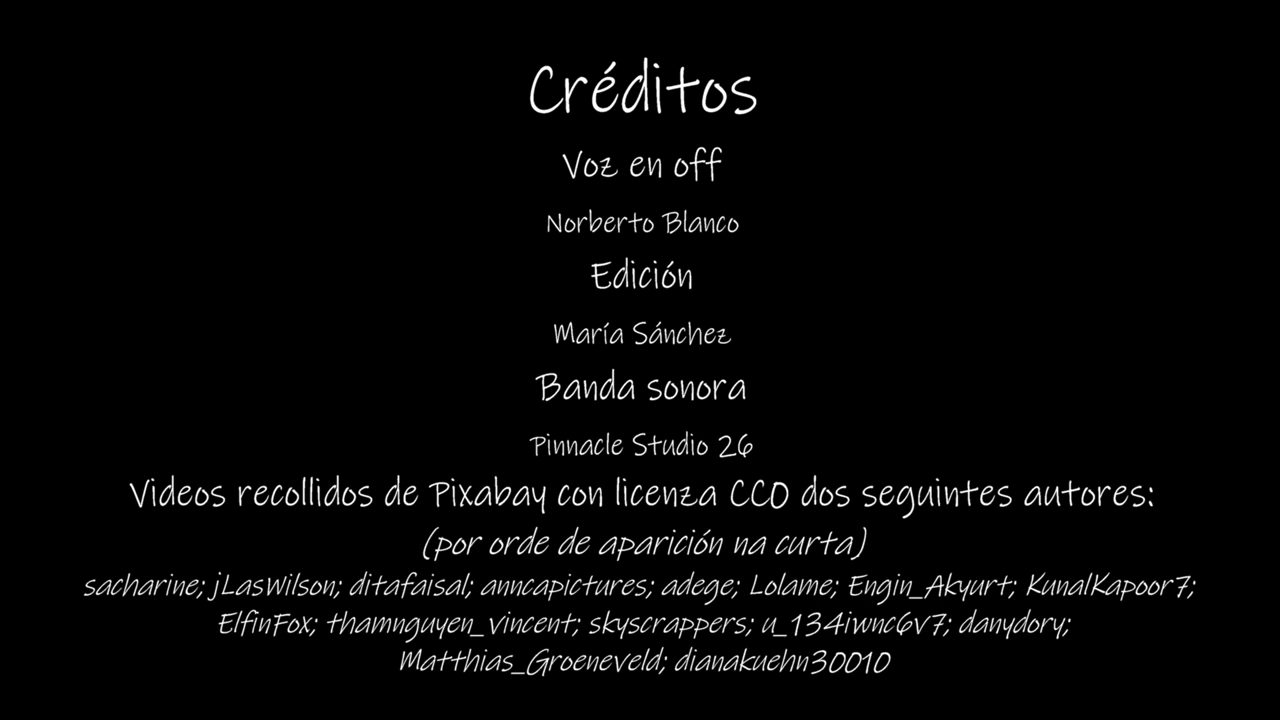 Créditos
Voz en off
Norberto Blanco
Edición
María Sánchez
Banda sonora
Pinnacle Studio 26
Videos recollidos de Pixabay con licenza CC0 dos seguintes autores:
(por orde de aparición na curta)
sacharine; jLasWilson; ditafaisal; anncapictures; adege; Lolame; Engin_Akyurt; KunalKapoor7;
ElfinFox; thamnguyen_vincent; skyscrappers; u_134iwnc6v7; danydory;
Matthias_Groeneveld; dianakuehn30010